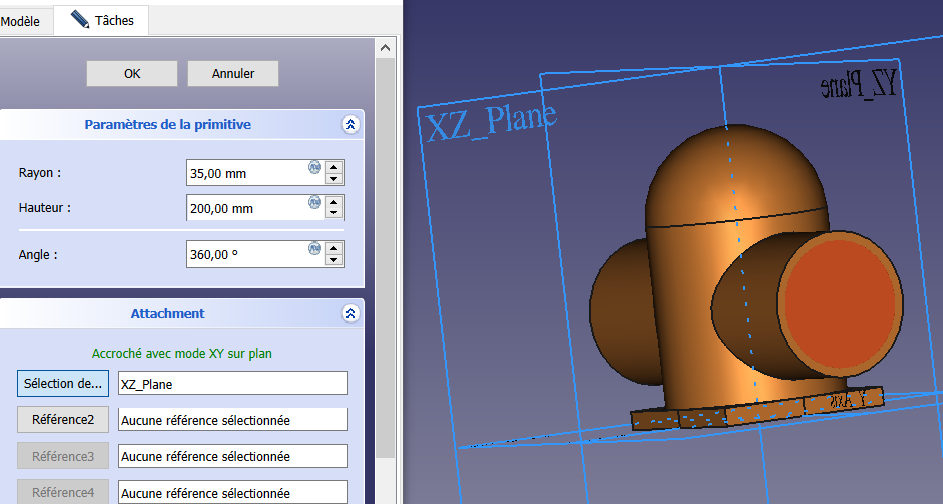 Modèle
Tâches
OK
Annuler
Paramètres de la primitive
Rayon :
35,00 mm
Hauteur :
200,00 mm
Angle :
360,00 º
Attachment
Accroché avec mode XY sur plan
Sélection de...
XZ_Plane
Référence2
Aucune référence sélectionnée
Référence3
Aucune référence sélectionnée
Référence4
Aucune référence sélectionnée
XZ_Plane
YZ_Plane
Y_Axis